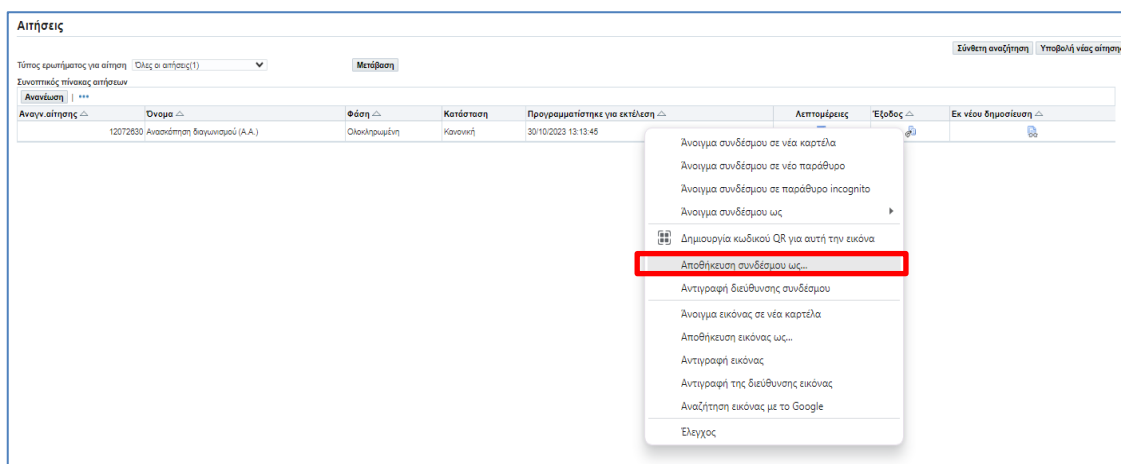 Αιτήσεις
Σύνθετη αναζήτηση Υποβολή νέας αίτησης
Τύπος ερωτήματος για αίτηση Όλες οι αιτήσεις(1) Μετάβαση
Συνοπτικός πίνακας αιτήσεων
Ανανέωση | •••
Αναγν.αίτησης Όνομα Φάση Κατάσταση Προγραμματίστηκε για εκτέλεση Λεπτομέρειες Έξοδος Εκ νέου δημοσίευση
12072630 Ανασκόπηση διαγωνισμού (Α.Α.) Ολοκληρωμένη Κανονική 30/10/2023 13:13:45
Άνοιγμα συνδέσμου σε νέα καρτέλα
Άνοιγμα συνδέσμου σε νέο παράθυρο
Άνοιγμα συνδέσμου σε παράθυρο incognito
Άνοιγμα συνδέσμου ως
Δημιουργία κωδικού QR για αυτή την εικόνα
Αποθήκευση συνδέσμου ως...
Αντιγραφή διεύθυνσης συνδέσμου
Άνοιγμα εικόνας σε νέα καρτέλα
Αποθήκευση εικόνας ως...
Αντιγραφή εικόνας
Αντιγραφή της διεύθυνσης εικόνας
Αναζήτηση εικόνας με το Google
Έλεγχος